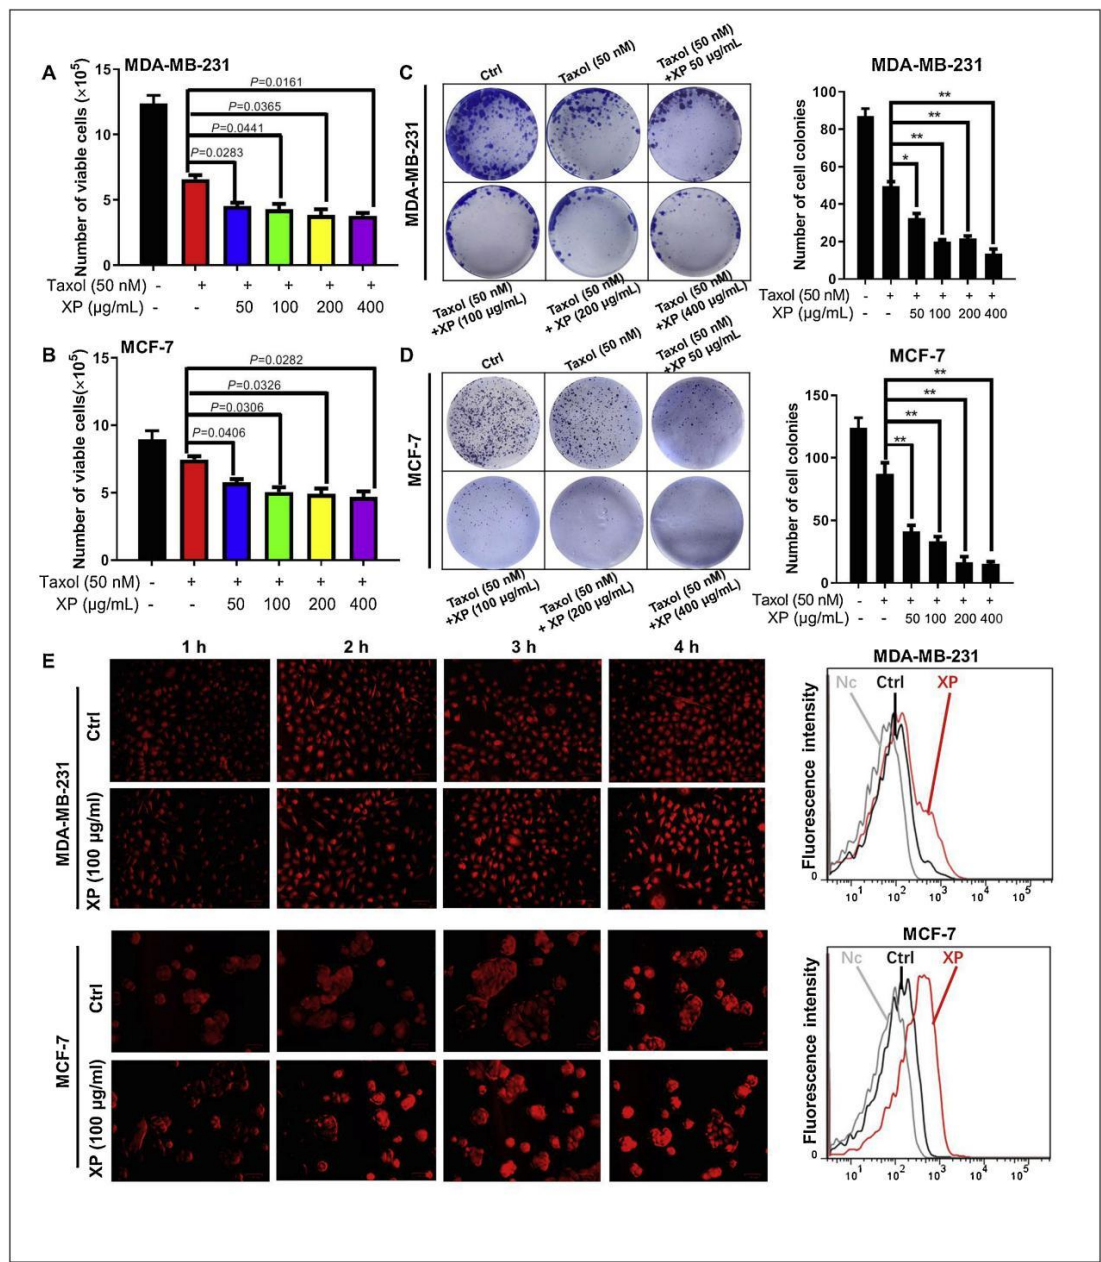 A
MDA-MB-231
Number of viable cells (×10⁵)
15
10
5
0
P=0.0161
P=0.0365
P=0.0441
P=0.0283
Taxol (50 nM) - + + + + +
XP (μg/mL) - - 50 100 200 400
B
MCF-7
Number of viable cells(×10⁵)
15
10
5
0
P=0.0282
P=0.0326
P=0.0306
P=0.0406
Taxol (50 nM) - + + + + +
XP (μg/mL) - - 50 100 200 400
C
MDA-MB-231
Ctrl
Taxol (50 nM)
Taxol (50 nM)
+XP 50 μg/mL
Taxol (50 nM)
+XP (100 μg/mL)
Taxol (50 nM)
+ XP (200 μg/mL)
Taxol (50 nM)
+XP (400 μg/mL)
MDA-MB-231
Number of cell colonies
100
80
60
40
20
0
**
**
**
*
Taxol (50 nM) - + + + + +
XP (μg/mL) - - 50 100 200 400
D
MCF-7
Ctrl
Taxol (50 nM)
Taxol (50 nM)
+XP 50 μg/mL
Taxol (50 nM)
+XP (100 μg/mL)
Taxol (50 nM)
+ XP (200 μg/mL)
Taxol (50 nM)
+XP (400 μg/mL)
MCF-7
Number of cell colonies
150
100
50
0
**
**
**
**
Taxol (50 nM) - + + + + +
XP (μg/mL) - - 50 100 200 400
E
1 h 2 h 3 h 4 h
MDA-MB-231
Ctrl
XP (100 μg/ml)
MCF-7
Ctrl
XP (100 μg/ml)
MDA-MB-231
Fluorescence intensity
Nc Ctrl XP
0
10¹ 10² 10³ 10⁴ 10⁵
MCF-7
Fluorescence intensity
Nc Ctrl XP
0
10¹ 10² 10³ 10⁴ 10⁵